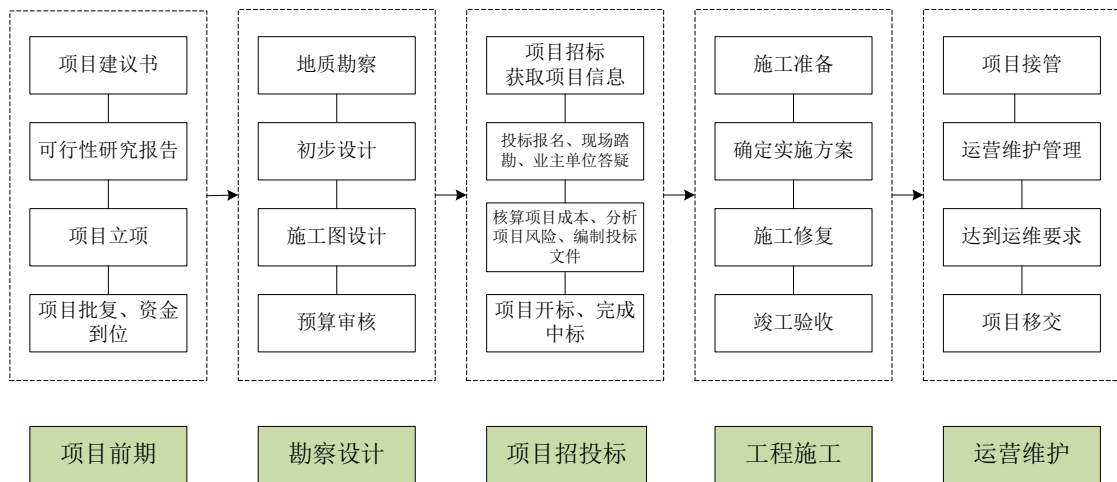 项目建议书
可行性研究报告
项目立项
项目批复、资金
到位
地质勘察
初步设计
施工图设计
预算审核
项目招标
获取项目信息
投标报名、现场踏
勘、业主单位答疑
核算项目成本、分析
项目风险、编制投标
文件
项目开标、完成
中标
施工准备
确定实施方案
施工修复
竣工验收
项目接管
运营维护管理
达到运维要求
项目移交
项目前期
勘察设计
项目招投标
工程施工
运营维护